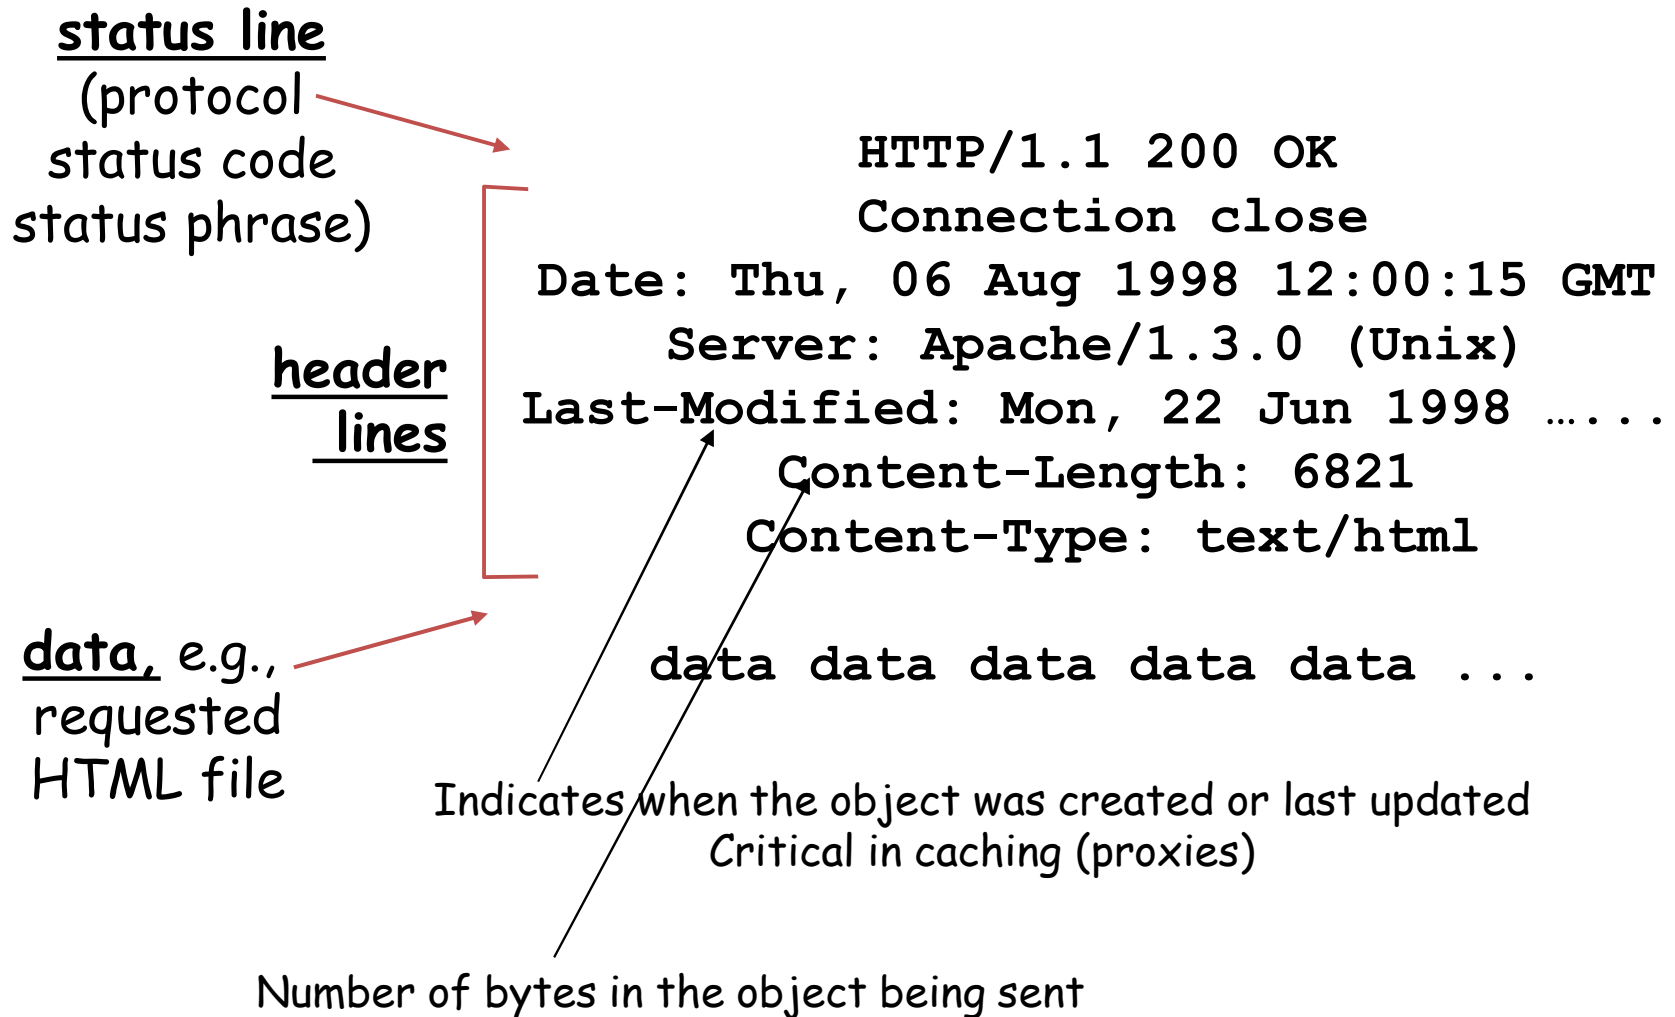 status line
(protocol
status code
status phrase)
HTTP/1.1 200 OK
Connection close
Date: Thu, 06 Aug 1998 12:00:15 GMT
Server: Apache/1.3.0 (Unix)
Last-Modified: Mon, 22 Jun 1998 …...
Content-Length: 6821
Content-Type: text/html
header
lines
data data data data data ...
data, e.g.,
requested
HTML file
Indicates when the object was created or last updated
Critical in caching (proxies)
Number of bytes in the object being sent